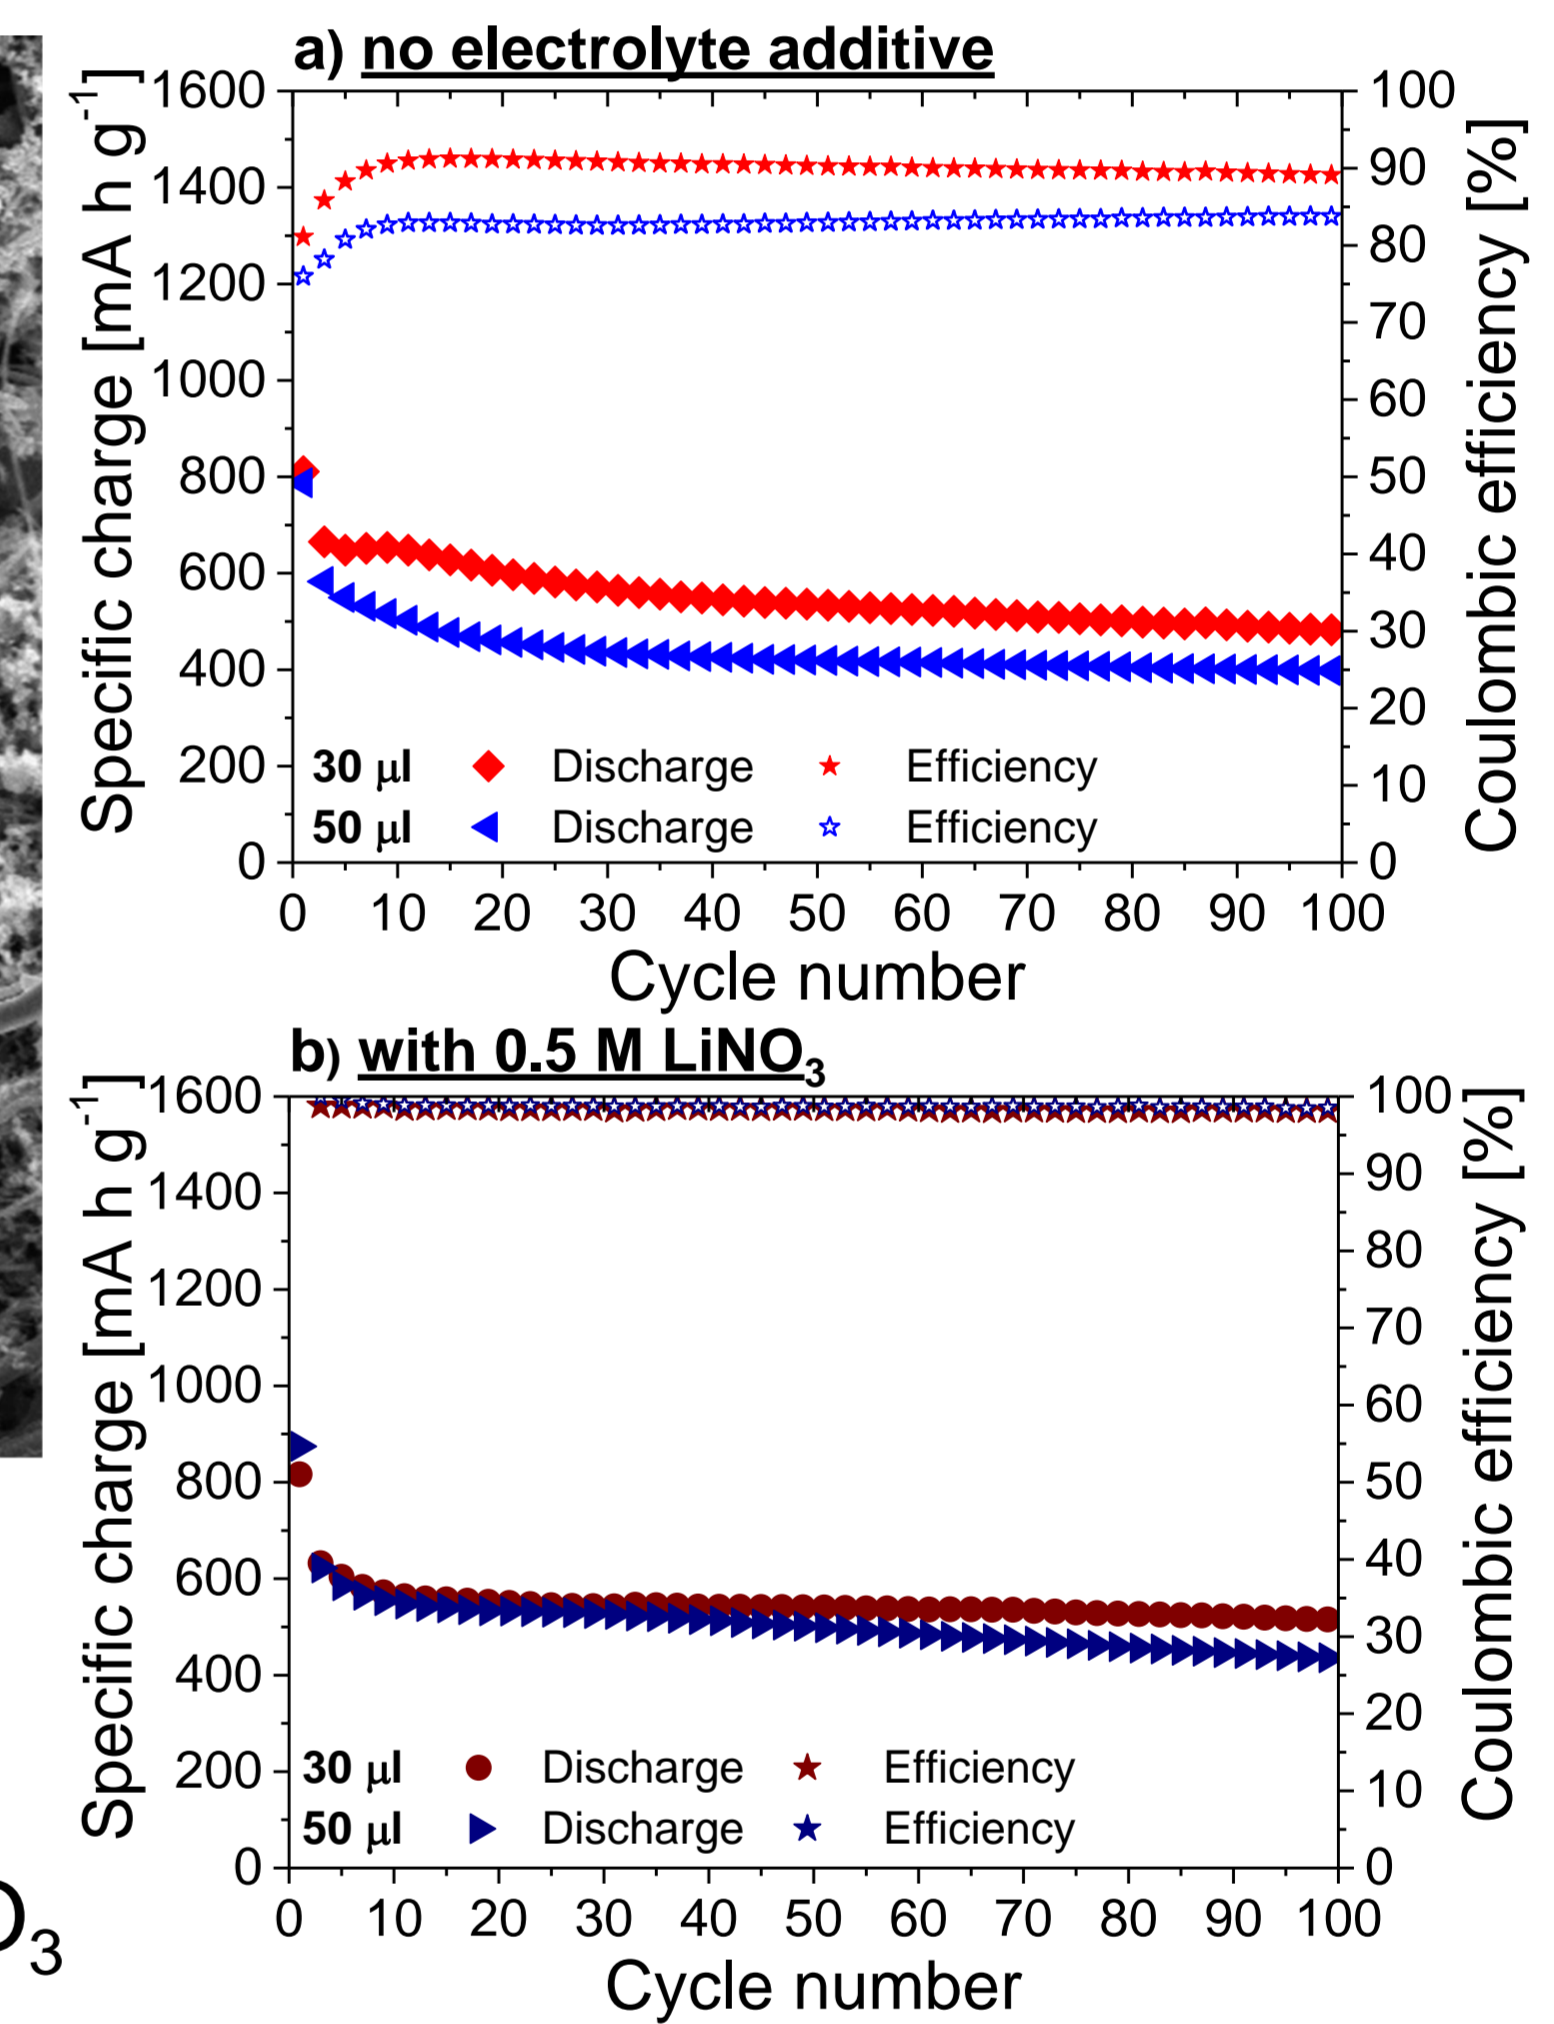 a) no electrolyte additive
Specific charge [mA h g⁻¹]
1600
1400
1200
1000
800
600
400
200
0
100
90
80
70
60
50
40
30
20
10
0
Coulombic efficiency [%]
30 µl Discharge Efficiency
50 µl Discharge Efficiency
0 10 20 30 40 50 60 70 80 90 100
Cycle number
b) with 0.5 M LiNO₃
Specific charge [mA h g⁻¹]
1600
1400
1200
1000
800
600
400
200
0
100
90
80
70
60
50
40
30
20
10
0
Coulombic efficiency [%]
30 µl Discharge Efficiency
50 µl Discharge Efficiency
0 10 20 30 40 50 60 70 80 90 100
Cycle number
O₃